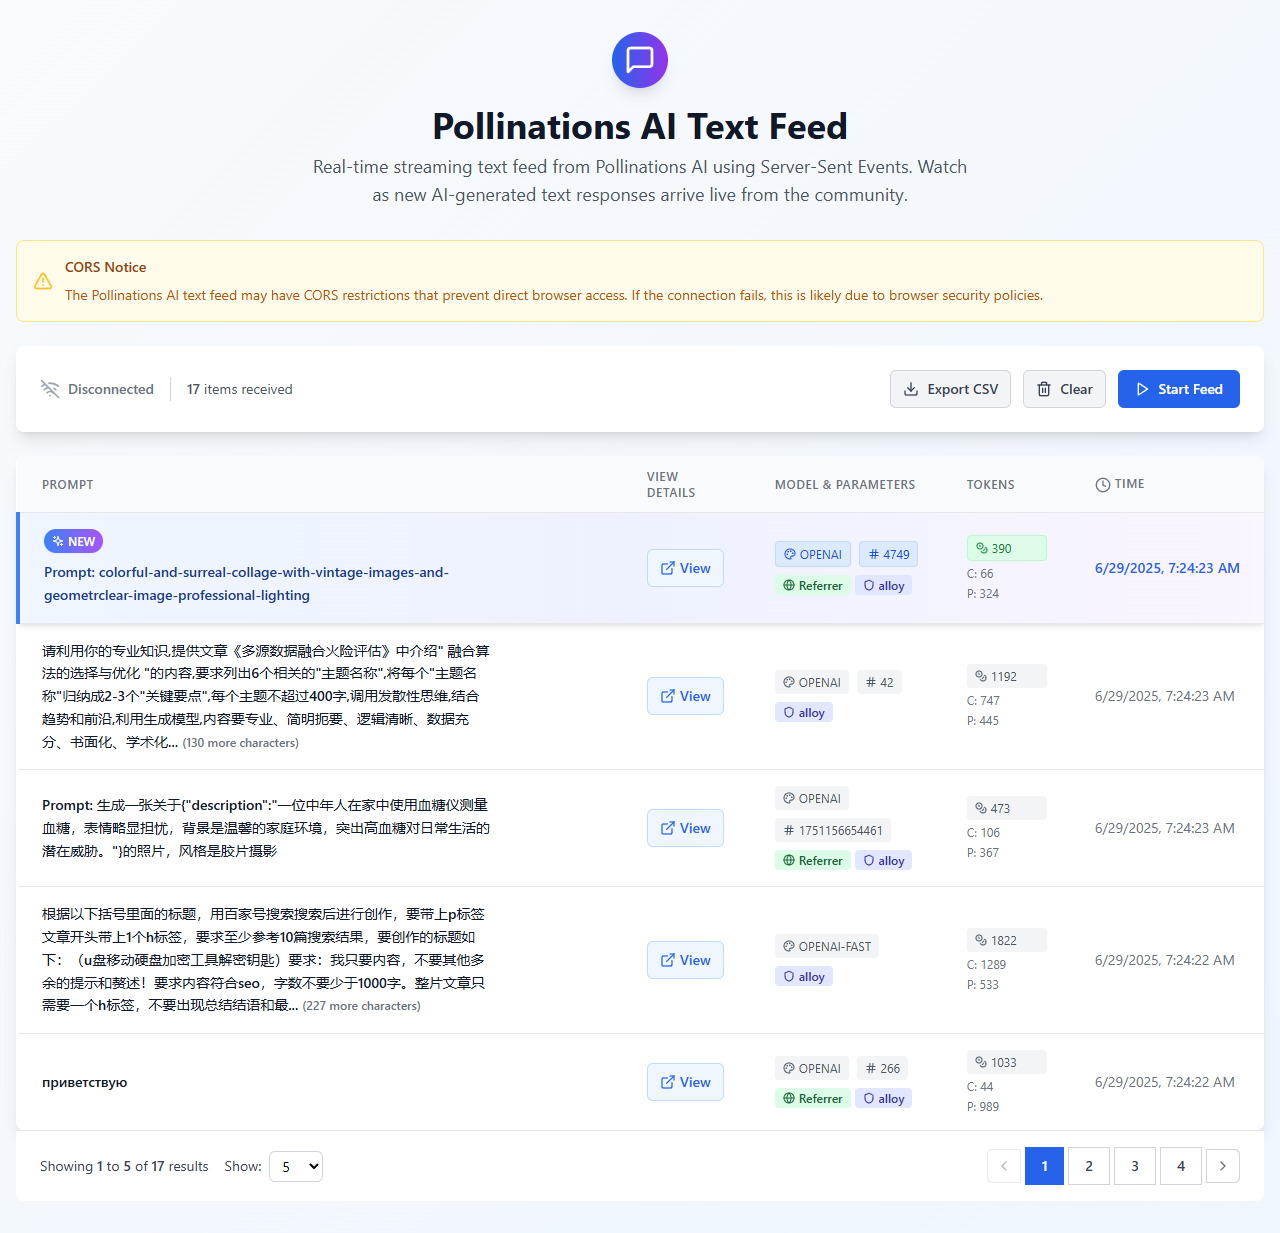 Pollinations AI Text Feed
Real-time streaming text feed from Pollinations AI using Server-Sent Events. Watch
as new AI-generated text responses arrive live from the community.
CORS Notice
The Pollinations AI text feed may have CORS restrictions that prevent direct browser access. If the connection fails, this is likely due to browser security policies.
Disconnected
17 items received
Export CSV
Clear
Start Feed
PROMPT
VIEW
DETAILS
MODEL & PARAMETERS
TOKENS
TIME
NEW
Prompt: colorful-and-surreal-collage-with-vintage-images-and-
geometrclear-image-professional-lighting
View
OPENAI
# 4749
Referrer
alloy
390
C: 66
P: 324
6/29/2025, 7:24:23 AM
请利用你的专业知识,提供文章《多源数据融合火险评估》中介绍" 融合算
法的选择与优化 "的内容,要求列出6个相关的"主题名称",将每个"主题名
称"归纳成2-3个"关键要点",每个主题不超过400字,调用发散性思维,结合
趋势和前沿,利用生成模型,内容要专业、简明扼要、逻辑清晰、数据充
分、书面化、学术化... (130 more characters)
View
OPENAI
# 42
alloy
1192
C: 747
P: 445
6/29/2025, 7:24:23 AM
Prompt: 生成一张关于{"description":"一位中年人在家中使用血糖仪测量
血糖，表情略显担忧，背景是温馨的家庭环境，突出高血糖对日常生活的
潜在威胁。"}的照片，风格是胶片摄影
View
OPENAI
# 1751156654461
Referrer
alloy
473
C: 106
P: 367
6/29/2025, 7:24:23 AM
根据以下括号里面的标题，用百家号搜索搜索后进行创作，要带上p标签
文章开头带上1个h标签，要求至少参考10篇搜索结果，要创作的标题如
下：（u盘移动硬盘加密工具解密钥匙）要求：我只要内容，不要其他多
余的提示和赘述！要求内容符合seo，字数不要少于1000字。整片文章只
需要一个h标签，不要出现总结结语和最... (227 more characters)
View
OPENAI-FAST
alloy
1822
C: 1289
P: 533
6/29/2025, 7:24:22 AM
приветствую
View
OPENAI
# 266
Referrer
alloy
1033
C: 44
P: 989
6/29/2025, 7:24:22 AM
Showing 1 to 5 of 17 results
Show:
5
1
2
3
4